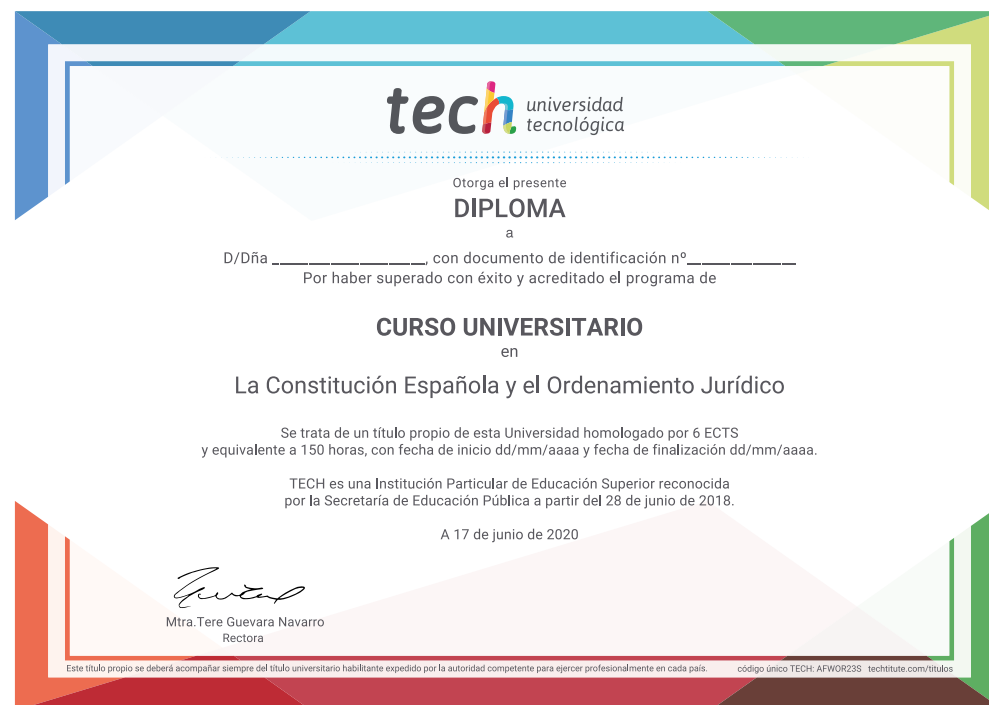 tech universidad
tecnológica
Otorga el presente
DIPLOMA
a
D/Dña ____________________, con documento de identificación nº______________
Por haber superado con éxito y acreditado el programa de
CURSO UNIVERSITARIO
en
La Constitución Española y el Ordenamiento Jurídico
Se trata de un título propio de esta Universidad homologado por 6 ECTS
y equivalente a 150 horas, con fecha de inicio dd/mm/aaaa y fecha de finalización dd/mm/aaaa.
TECH es una Institución Particular de Educación Superior reconocida
por la Secretaría de Educación Pública a partir del 28 de junio de 2018.
A 17 de junio de 2020
Mtra.Tere Guevara Navarro
Rectora
Este título propio se deberá acompañar siempre del título universitario habilitante expedido por la autoridad competente para ejercer profesionalmente en cada país. código único TECH: AFWOR23S techtitute.com/titulos